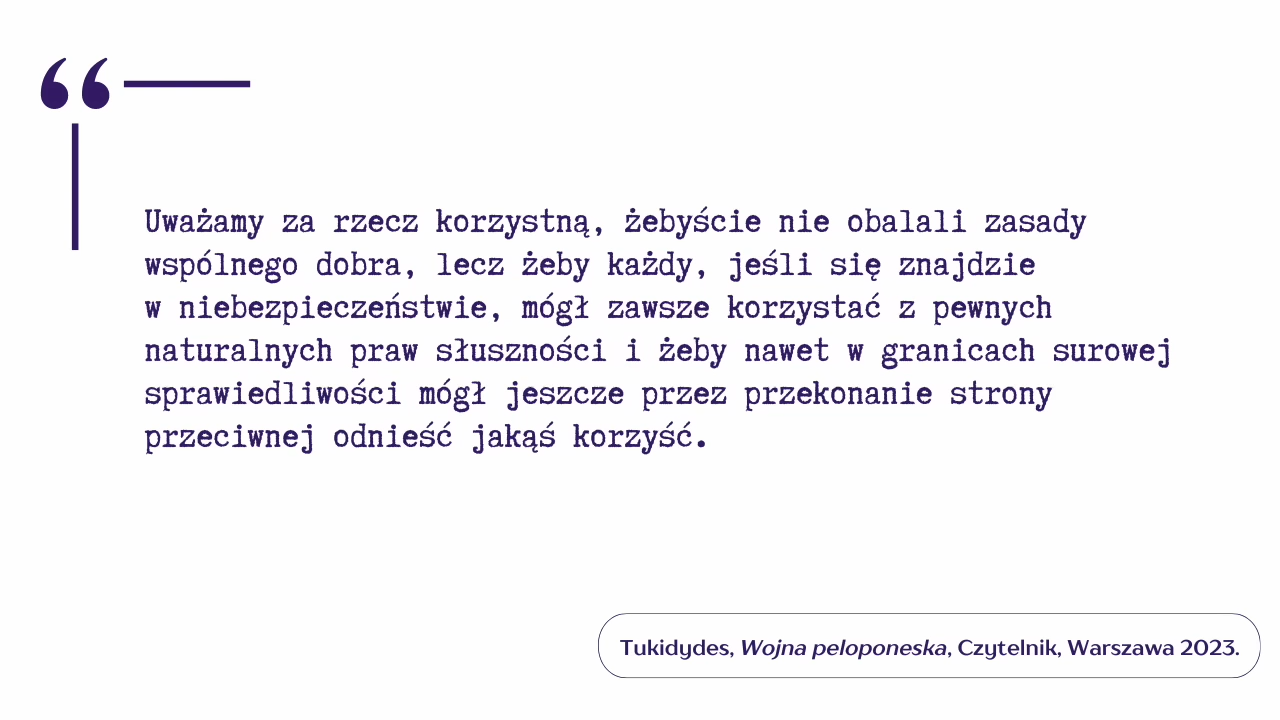 “
Uważamy za rzecz korzystną, żebyście nie obalali zasady
wspólnego dobra, lecz żeby każdy, jeśli się znajdzie
w niebezpieczeństwie, mógł zawsze korzystać z pewnych
naturalnych praw słuszności i żeby nawet w granicach surowej
sprawiedliwości mógł jeszcze przez przekonanie strony
przeciwnej odnieść jakąś korzyść.
Tukidydes, Wojna peloponeska, Czytelnik, Warszawa 2023.